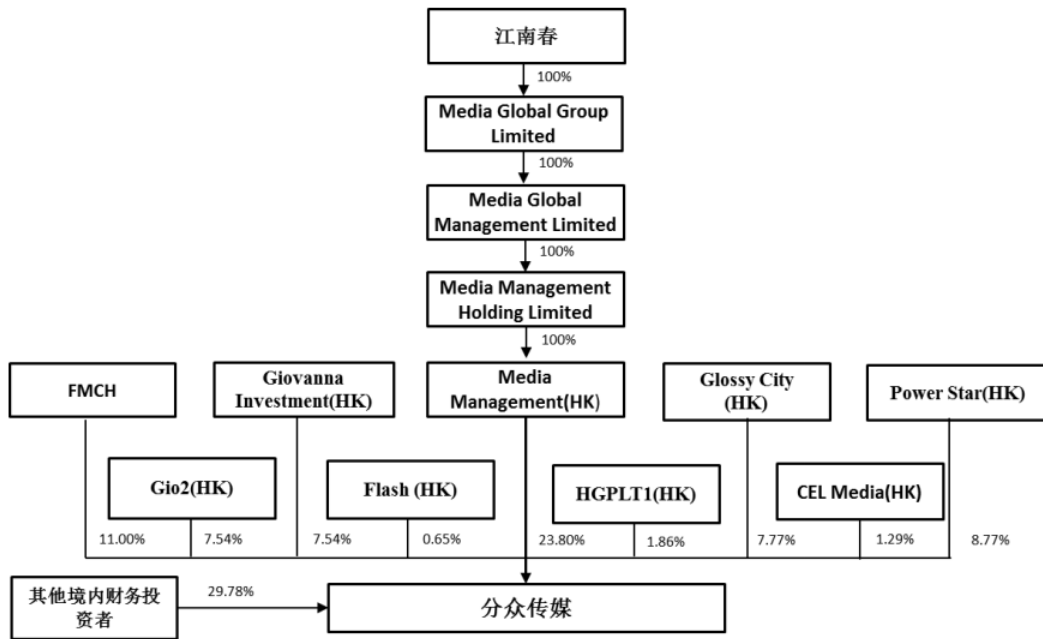 江南春
100%
Media Global Group
Limited
100%
Media Global
Management Limited
100%
Media Management
Holding Limited
100%
FMCH
Giovanna
Investment(HK)
Media
Management(HK)
Glossy City
(HK)
Power Star(HK)
Gio2(HK)
Flash (HK)
HGPLT1(HK)
CEL Media(HK)
11.00%
7.54%
7.54%
0.65%
23.80%
1.86%
7.77%
1.29%
8.77%
其他境内财务投
资者
29.78%
分众传媒